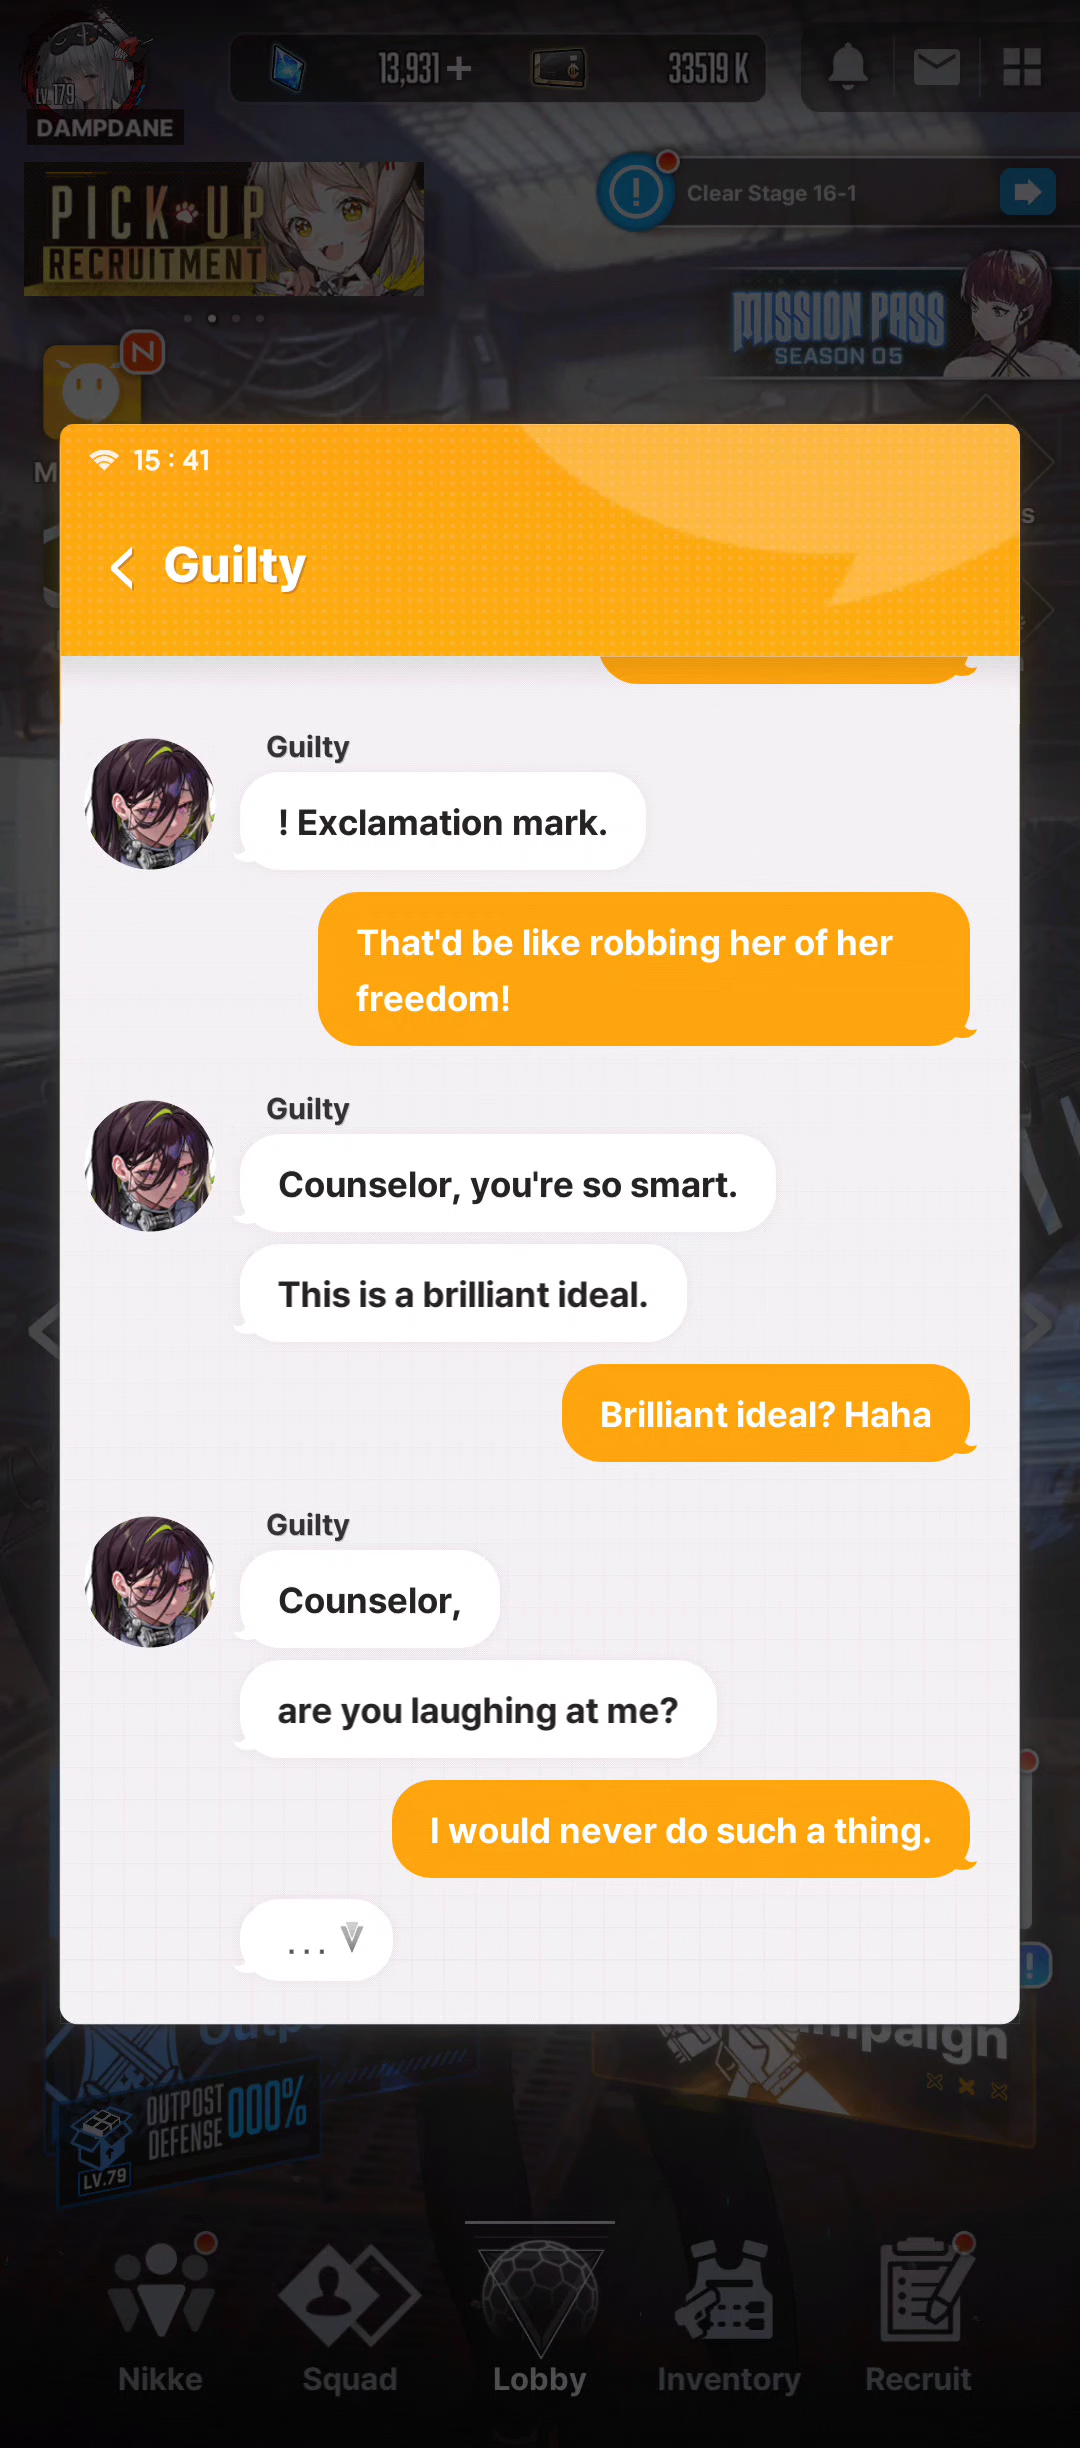 LV.179
13,931
33519 K
DAMPDANE
PICK UP
RECRUITMENT
Clear Stage 16-1
MISSION PASS
SEASON 05
N
M
s
15 : 41
Guilty
Guilty
! Exclamation mark.
That'd be like robbing her of her
freedom!
Guilty
Counselor, you're so smart.
This is a brilliant ideal.
Brilliant ideal? Haha
Guilty
Counselor,
are you laughing at me?
I would never do such a thing.
...
OUTPOST
DEFENSE
000%
LV.79
Nikke
Squad
Lobby
Inventory
Recruit